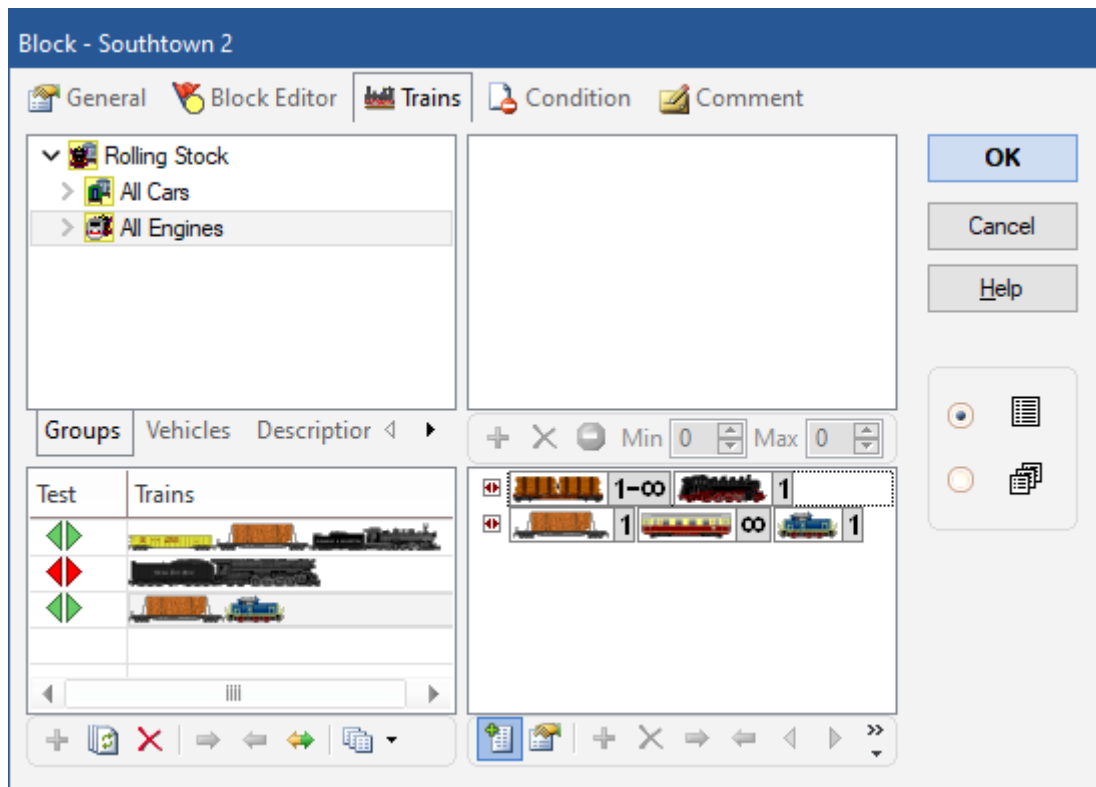 Block - Southtown 2
General Block Editor Trains Condition Comment
Rolling Stock
All Cars
All Engines
OK
Cancel
Help
Groups Vehicles Descriptior
Min 0 Max 0
Test Trains
1-∞ 1
1 ∞ 1